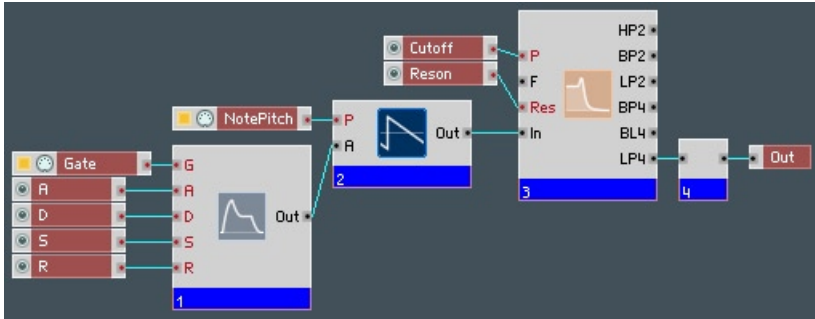 HP2
Cutoff
P
BP2
Reson
F
LP2
Res
BP4
NotePitch
P
Out
In
BL4
A
LP4
Out
Gate
G
2
3
4
A
A
D
D
Out
S
S
R
R
1